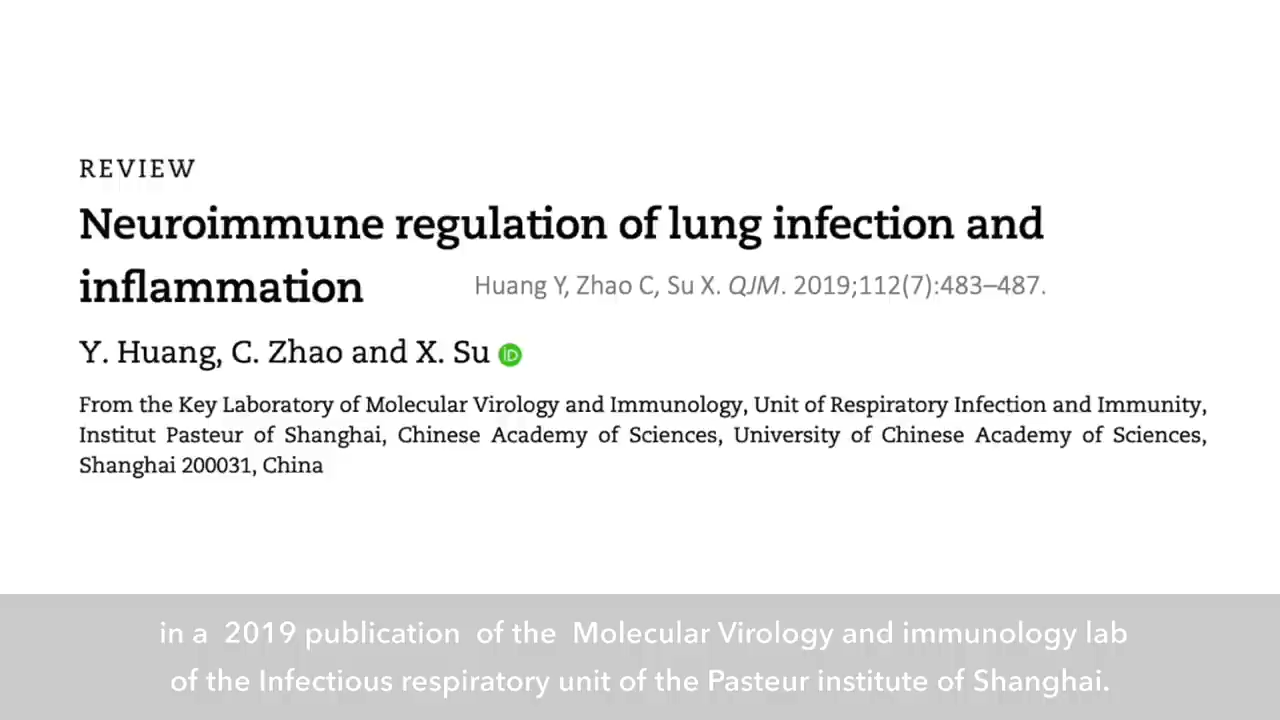 REVIEW
Neuroimmune regulation of lung infection and
inflammation
Huang Y, Zhao C, Su X. QJM. 2019;112(7):483–487.
Y. Huang, C. Zhao and X. Su iD
From the Key Laboratory of Molecular Virology and Immunology, Unit of Respiratory Infection and Immunity,
Institut Pasteur of Shanghai, Chinese Academy of Sciences, University of Chinese Academy of Sciences,
Shanghai 200031, China
in a 2019 publication of the Molecular Virology and immunology lab
of the Infectious respiratory unit of the Pasteur institute of Shanghai.